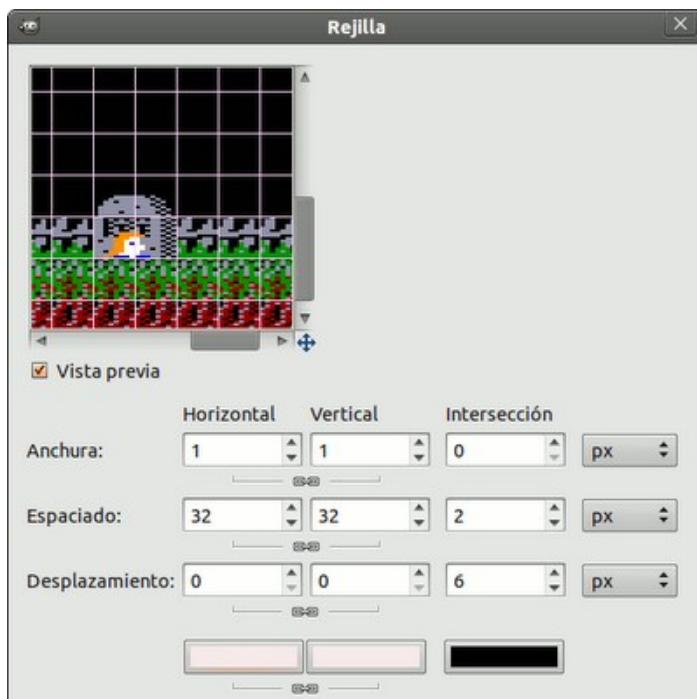 Rejilla
Vista previa
Horizontal Vertical Intersección
Anchura: 1 1 0 px
Espaciado: 32 32 2 px
Desplazamiento: 0 0 6 px